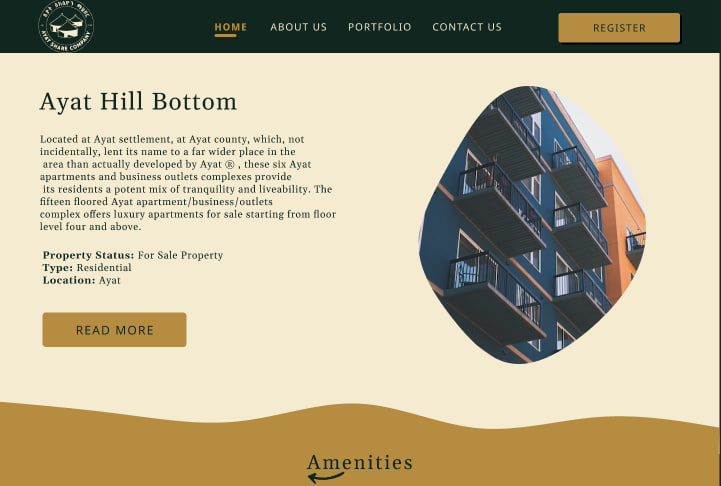 AYAT SHARE COMPANY
HOME
ABOUT US
PORTFOLIO
CONTACT US
REGISTER
Ayat Hill Bottom
Located at Ayat settlement, at Ayat county, which, not
incidentally, lent its name to a far wider place in the
area than actually developed by Ayat ® , these six Ayat
apartments and business outlets complexes provide
its residents a potent mix of tranquility and liveability. The
fifteen floored Ayat apartment/business/outlets
complex offers luxury apartments for sale starting from floor
level four and above.
Property Status: For Sale Property
Type: Residential
Location: Ayat
READ MORE
Amenities